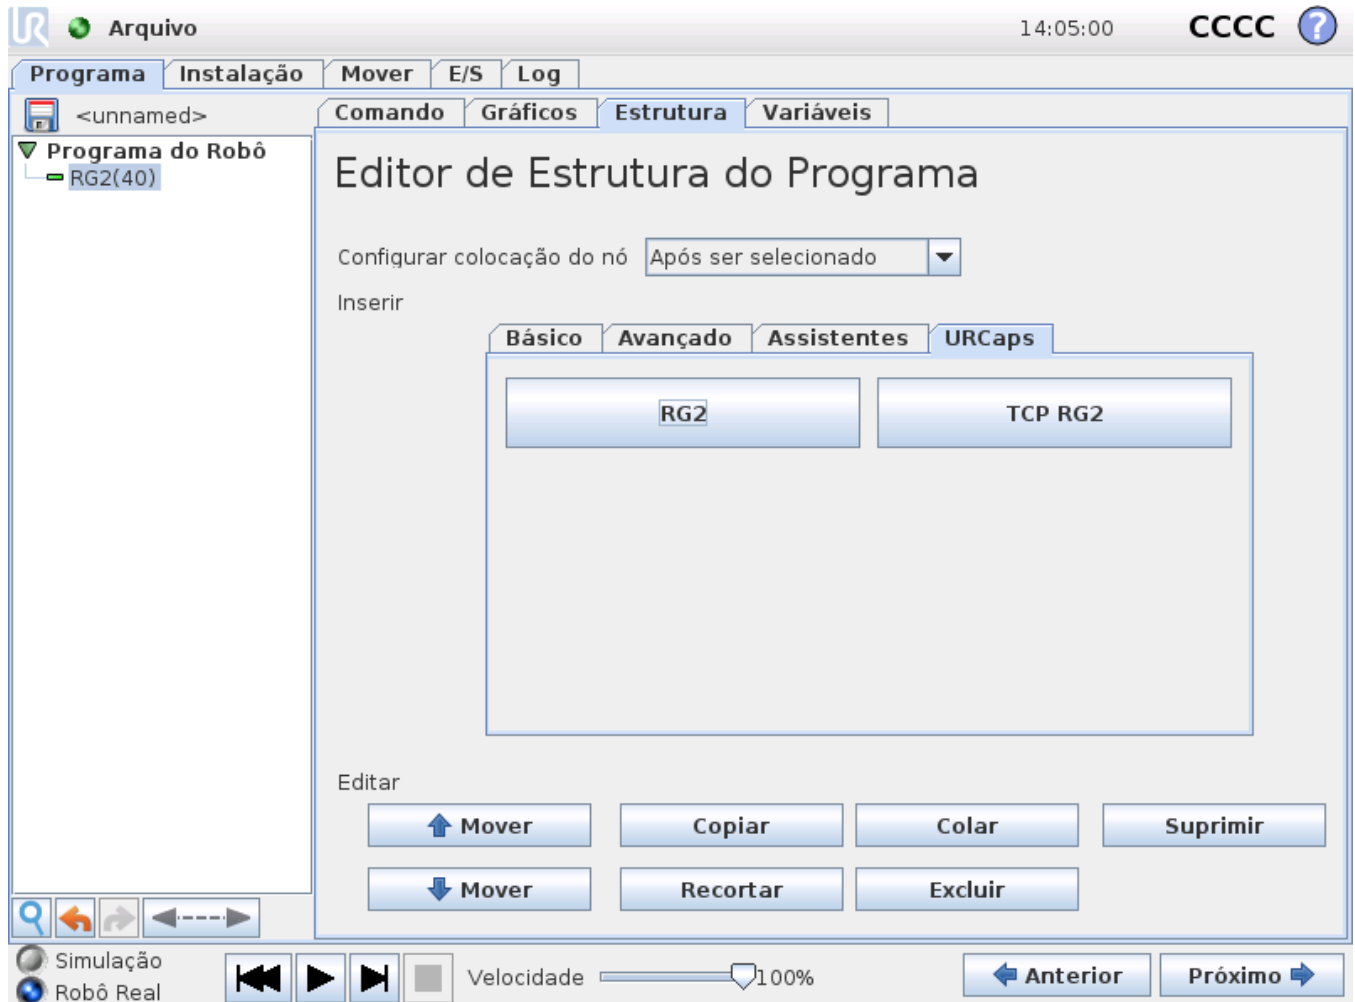 UR Arquivo 14:05:00 CCCC ?
Programa Instalação Mover E/S Log
<unnamed> Comando Gráficos Estrutura Variáveis
Programa do Robô
RG2(40)
Editor de Estrutura do Programa
Configurar colocação do nó Após ser selecionado
Inserir
Básico Avançado Assistentes URCaps
RG2 TCP RG2
Editar
Mover Copiar Colar Suprimir
Mover Recortar Excluir
Simulação
Robô Real
Velocidade 100% Anterior Próximo